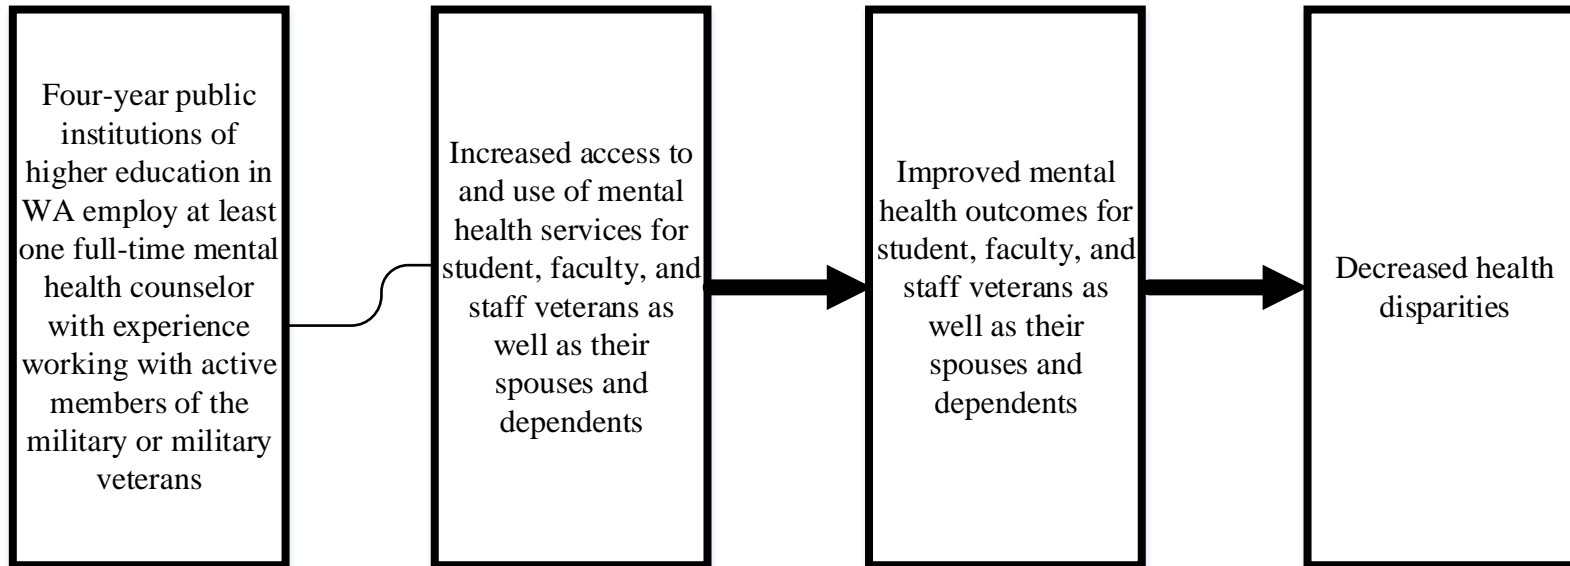 Four-year public
institutions of
higher education in
WA employ at least
one full-time mental
health counselor
with experience
working with active
members of the
military or military
veterans
Increased access to
and use of mental
health services for
student, faculty, and
staff veterans as
well as their
spouses and
dependents
Improved mental
health outcomes for
student, faculty, and
staff veterans as
well as their
spouses and
dependents
Decreased health
disparities